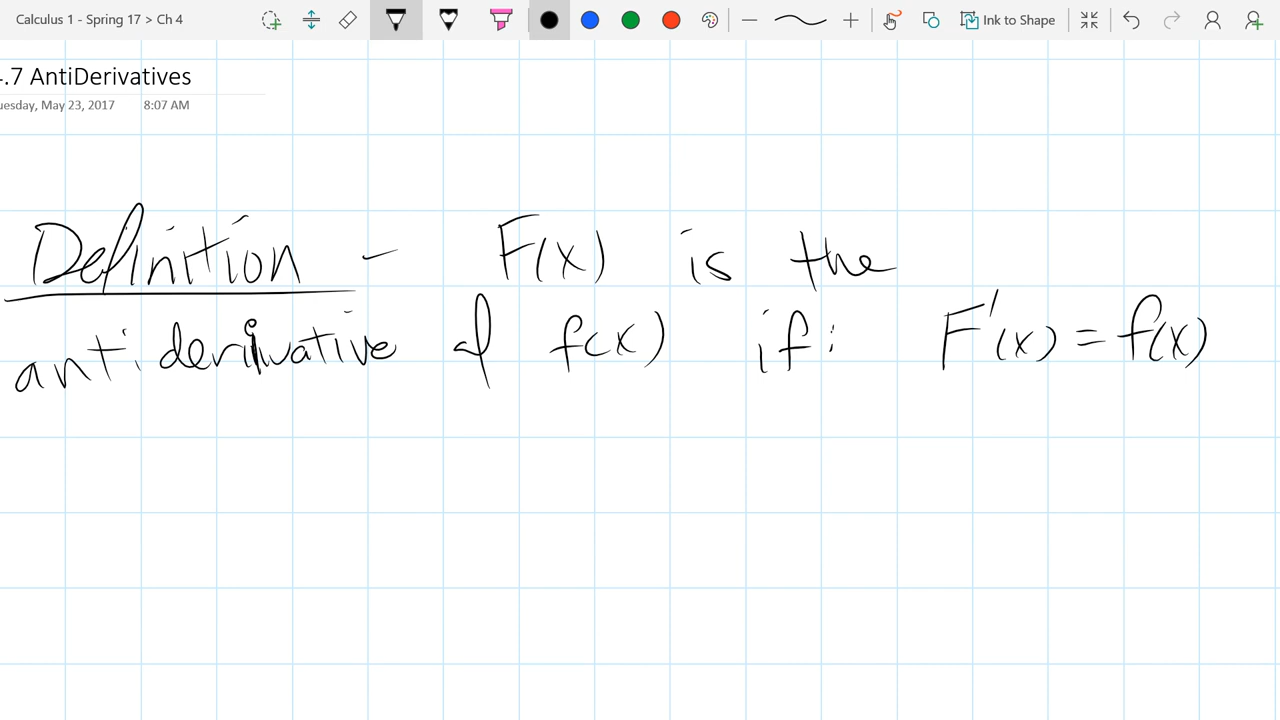 Calculus 1 - Spring 17 > Ch 4
Ink to Shape
.7 AntiDerivatives
uesday, May 23, 2017 8:07 AM
Definition - F(x) is the
antiderivative of f(x) if: F'(x) = f(x)